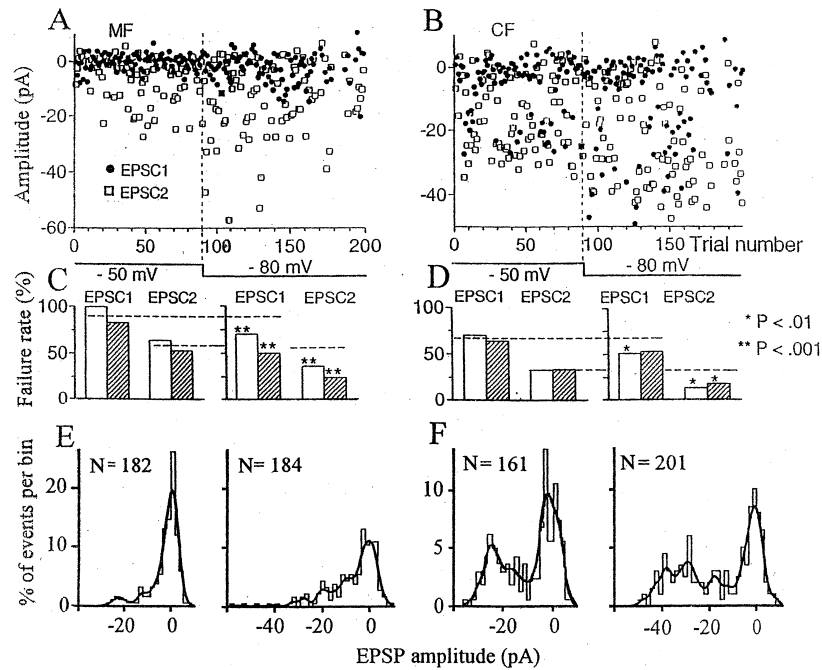 A MF
B CF
Amplitude (pA)
0
-20
-40
-60
EPSC1
EPSC2
0 50 100 150 200
0
0
-20
-40
0 50 100 150 Trial number
- 50 mV - 80 mV
- 50 mV - 80 mV
C
D
Failure rate (%)
100
50
0
EPSC1 EPSC2 EPSC1 EPSC2
** ** ** **
100
50
0
EPSC1 EPSC2 EPSC1 EPSC2
* * *
* P < .01
** P < .001
E
F
% of events per bin
N = 182
N= 184
N = 161
N = 201
20
10
0
10
5
0
-20 0
-40 -20 0
-20 0
-40 -20 0
EPSP amplitude (pA)